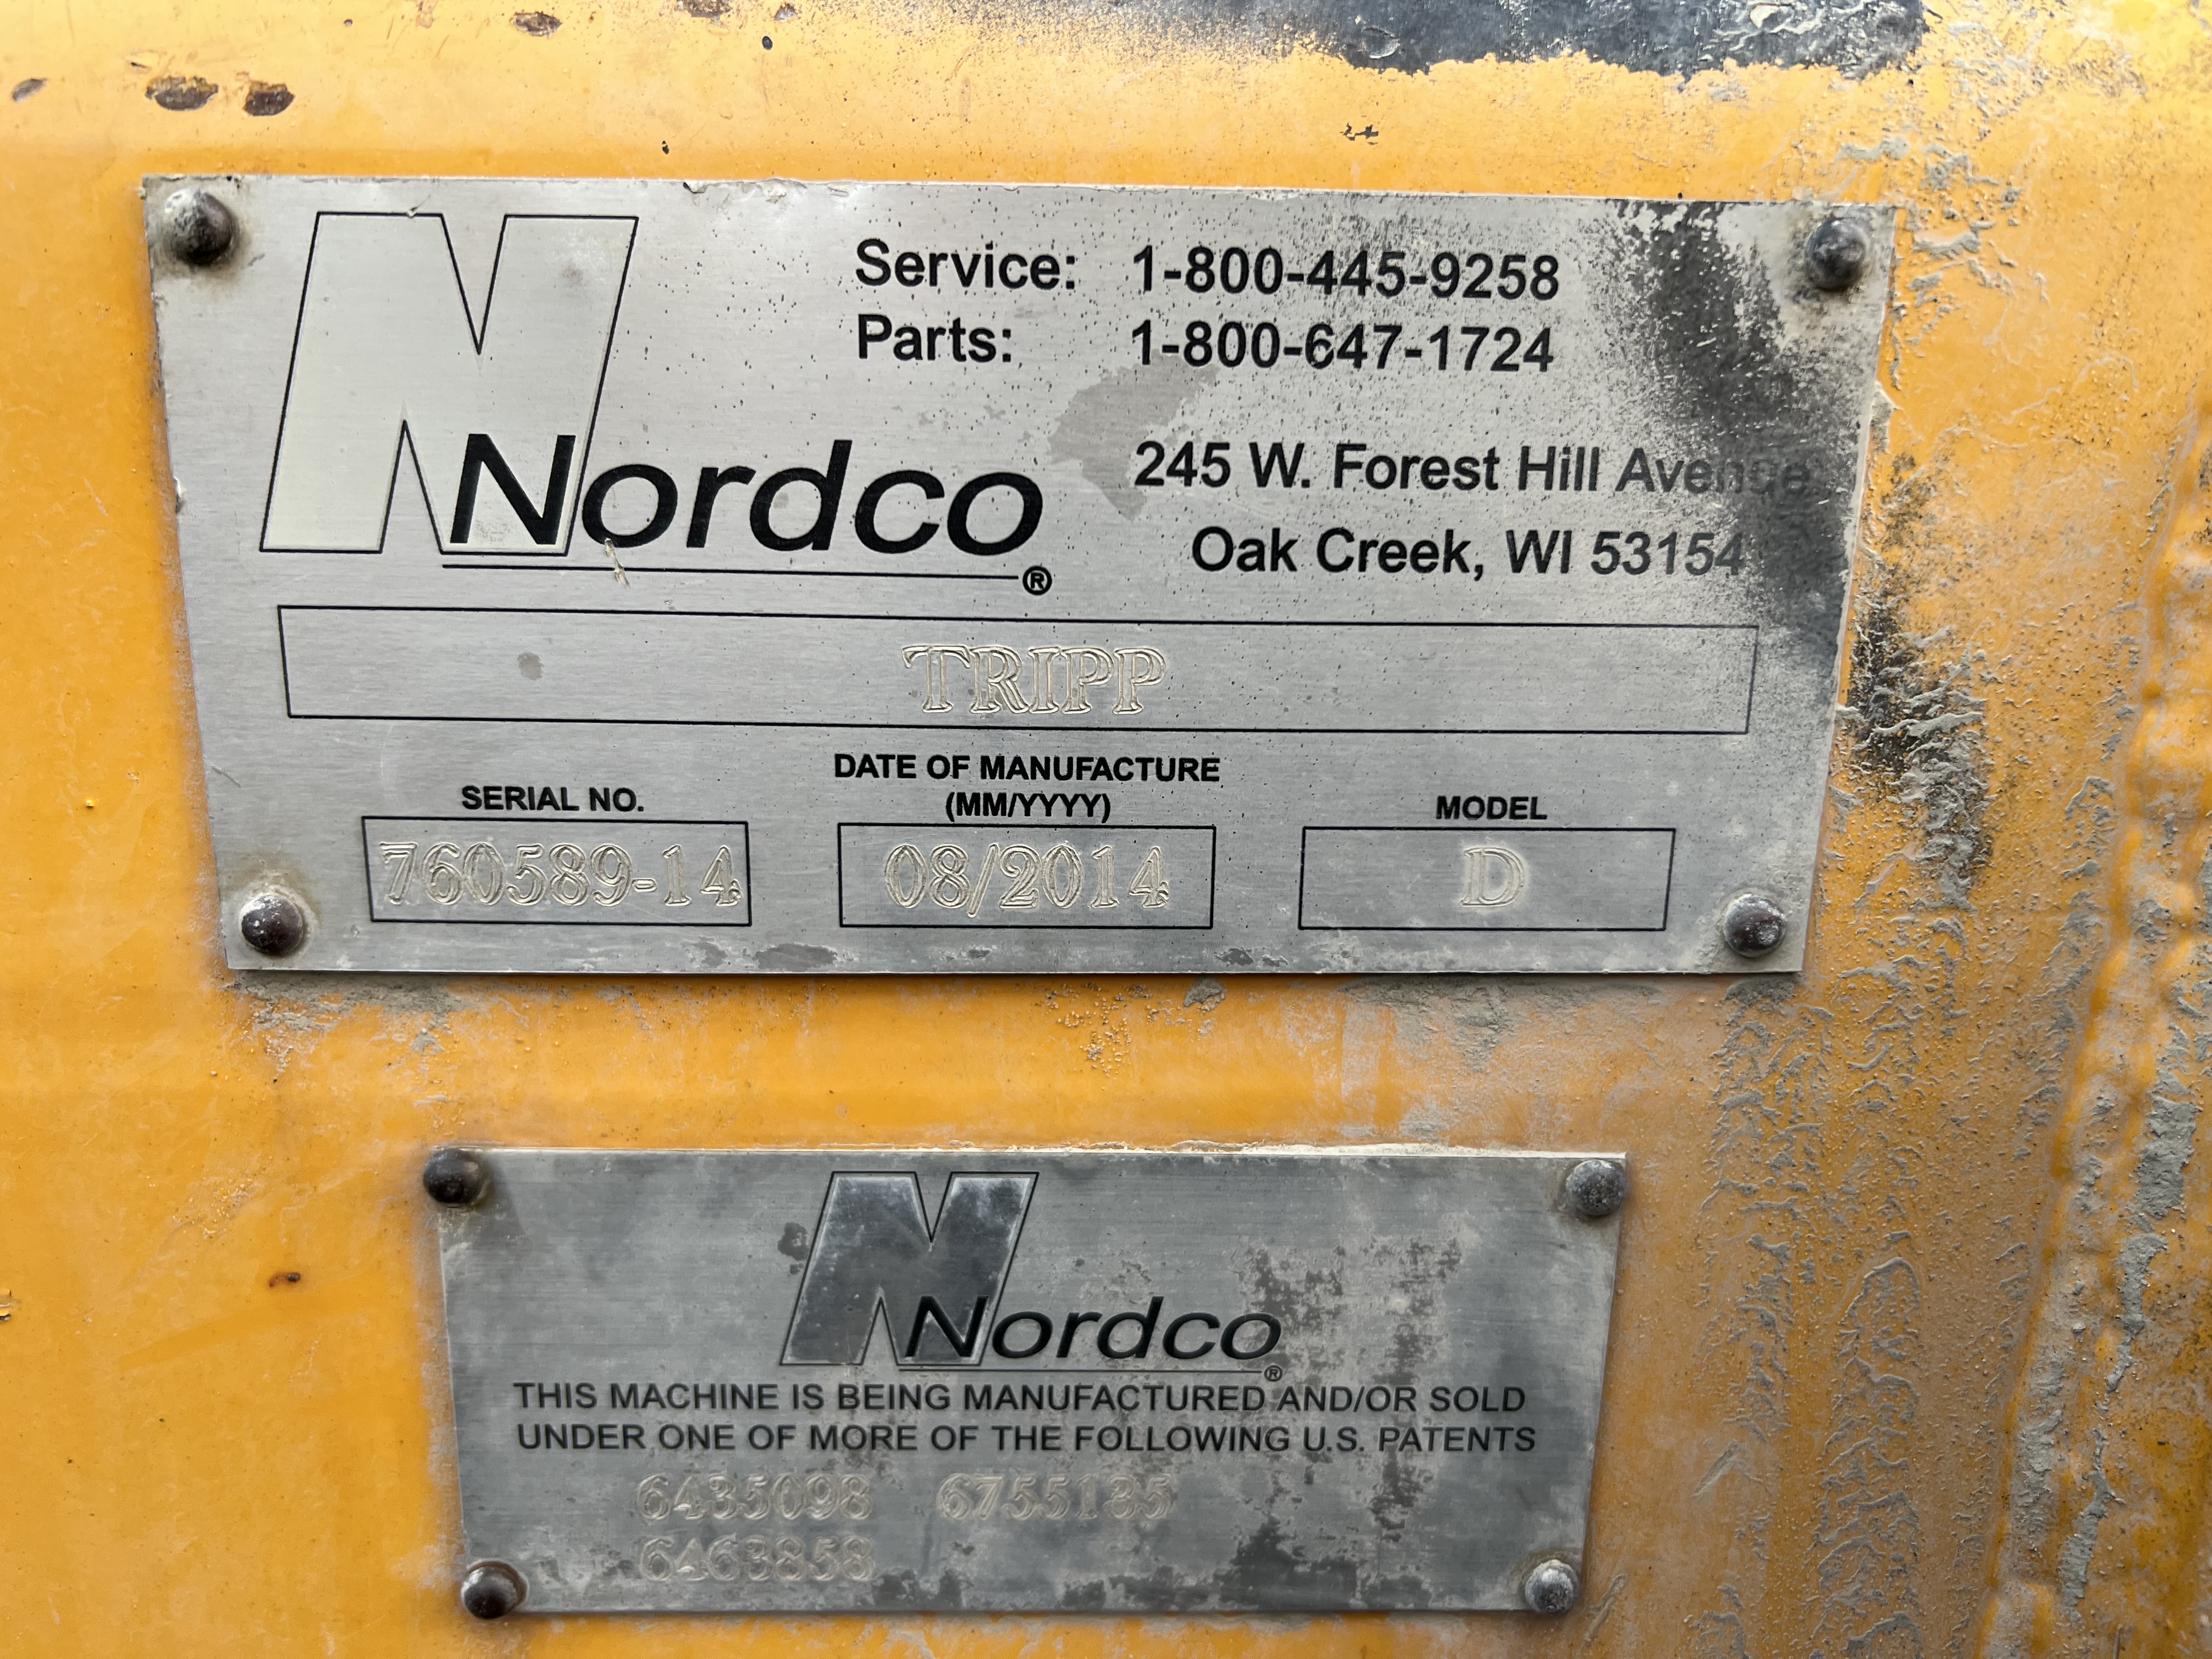 Service: 1-800-445-9258
Parts: 1-800-647-1724
Nordco®
245 W. Forest Hill Avenue
Oak Creek, WI 53154
TRIPP
SERIAL NO.
760589-14
DATE OF MANUFACTURE
(MM/YYYY)
08/2014
MODEL
D
Nordco®
THIS MACHINE IS BEING MANUFACTURED AND/OR SOLD
UNDER ONE OF MORE OF THE FOLLOWING U.S. PATENTS
6435098 6755135
6463858